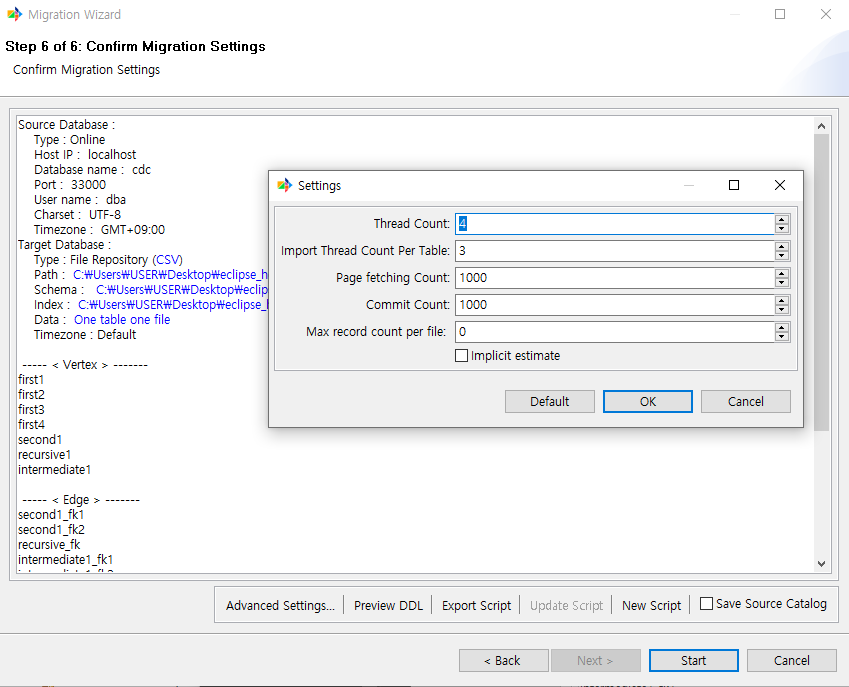 Migration Wizard
Step 6 of 6: Confirm Migration Settings
Confirm Migration Settings
Source Database :
Type : Online
Host IP : localhost
Database name : cdc
Port : 33000
User name : dba
Charset : UTF-8
Timezone : GMT+09:00
Target Database :
Type : File Repository (CSV)
Path : C:₩Users₩USER₩Desktop₩eclipse_h
Schema : C:₩Users₩USER₩Desktop₩eclip
Index : C:₩Users₩USER₩Desktop₩eclipse_h
Data : One table one file
Timezone : Default
----- < Vertex > -------
first1
first2
first3
first4
second1
recursive1
intermediate1
----- < Edge > -------
second1_fk1
second1_fk2
recursive_fk
intermediate1_fk1
Settings
Thread Count: 4
Import Thread Count Per Table: 3
Page fetching Count: 1000
Commit Count: 1000
Max record count per file: 0
Implicit estimate
Default OK Cancel
Advanced Settings... Preview DDL Export Script Update Script New Script Save Source Catalog
< Back Next > Start Cancel